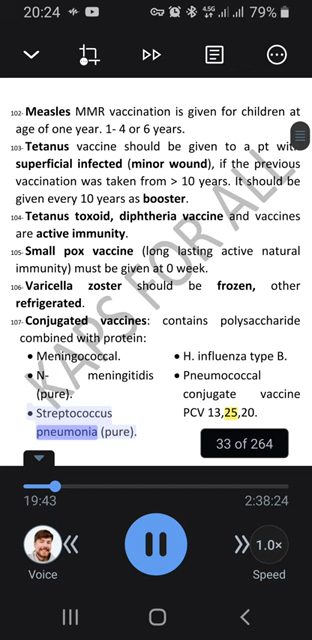 20:24
4.5G
79%
102- Measles MMR vaccination is given for children at
age of one year. 1- 4 or 6 years.
103- Tetanus vaccine should be given to a pt with
superficial infected (minor wound), if the previous
vaccination was taken from > 10 years. It should be
given every 10 years as booster.
104- Tetanus toxoid, diphtheria vaccine and vaccines
are active immunity.
105- Small pox vaccine (long lasting active natural
immunity) must be given at 0 week.
106- Varicella zoster should be frozen, other
refrigerated.
107- Conjugated vaccines: contains polysaccharide
combined with protein:
• Meningococcal.
• N- meningitidis
(pure).
• Streptococcus
pneumonia (pure).
• H. influenza type B.
• Pneumococcal
conjugate vaccine
PCV 13,25,20.
KAPS FOR ALL
33 of 264
19:43
2:38:24
1.0×
Voice
Speed